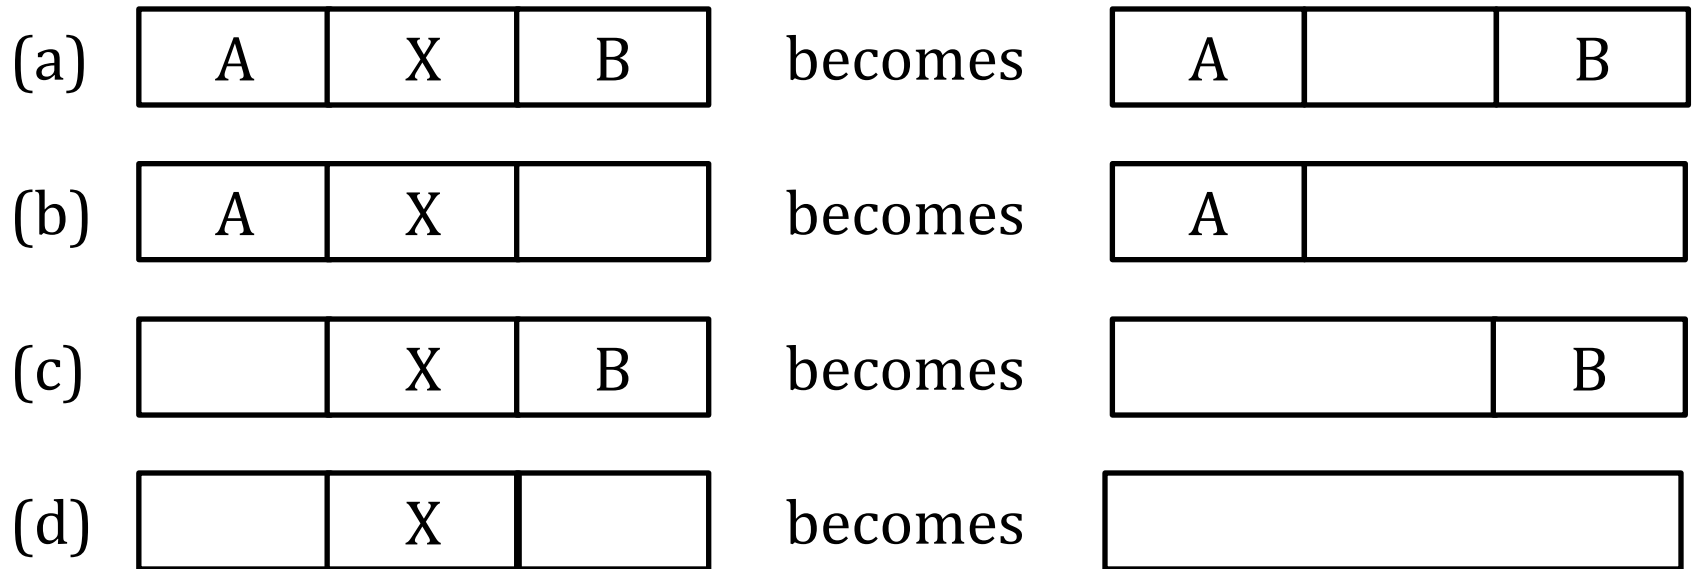 (a) A X B becomes A B
(b) A X becomes A
(c) X B becomes B
(d) X becomes